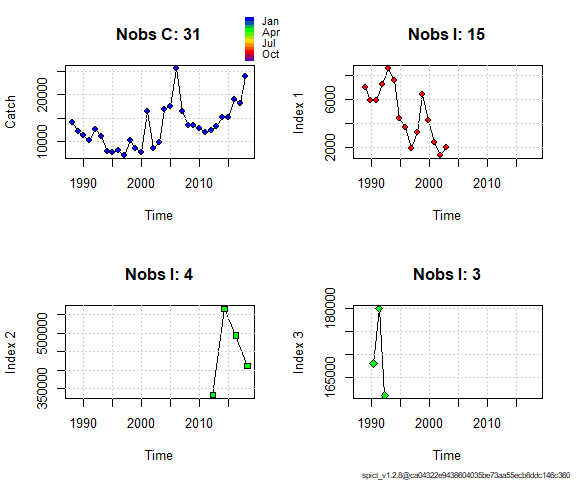 Nobs C: 31
Jan
Apr
Jul
Oct
Catch
10000 20000
1990 2000 2010
Time
Nobs I: 15
Index 1
2000 6000
1990 2000 2010
Time
Nobs I: 4
Index 2
350000 500000
1990 2000 2010
Time
Nobs I: 3
Index 3
165000 180000
1990 2000 2010
Time
spict_v1.2.8@ca04322e9438604035be73aa55ecb6ddc146c360